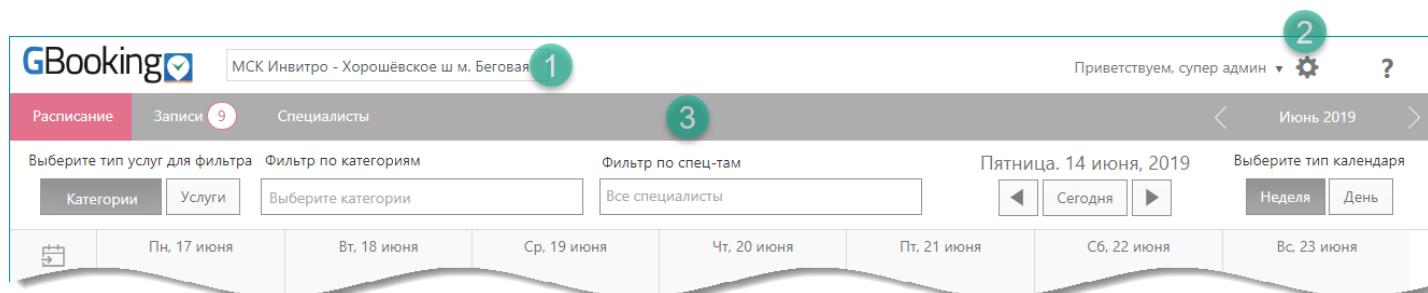 2
GBooking МСК Инвитро - Хорошёвское ш м. Беговая 1 Приветствуем, супер админ ?
Расписание Записи 9 Специалисты 3 Июнь 2019
Выберите тип услуг для фильтра Фильтр по категориям Фильтр по спец-там Пятница. 14 июня, 2019 Выберите тип календаря
Категории Услуги Выберите категории Все специалисты Сегодня Неделя День
Пн, 17 июня Вт, 18 июня Ср, 19 июня Чт, 20 июня Пт, 21 июня Сб, 22 июня Вс, 23 июня